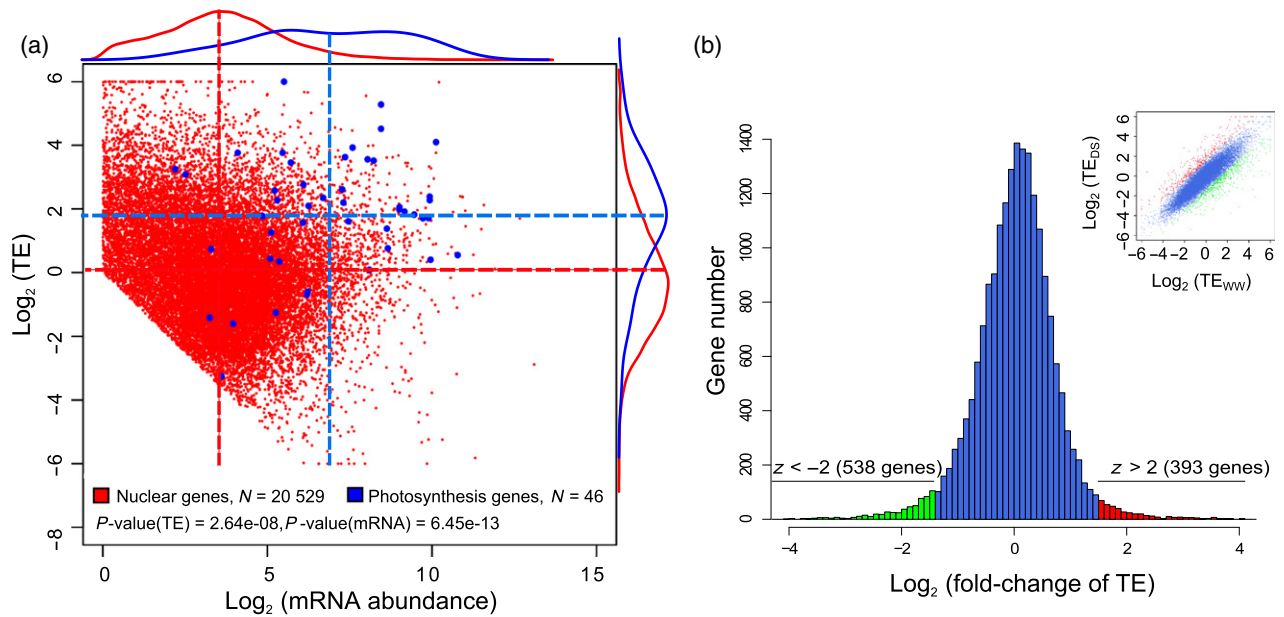 (a)
6
4
2
0
−2
−4
−6
−8
Log2 (TE)
Nuclear genes, N = 20 529 Photosynthesis genes, N = 46
P-value(TE) = 2.64e-08, P -value(mRNA) = 6.45e-13
0 5 10 15
Log2 (mRNA abundance)
(b)
1400
1200
1000
800
600
400
200
0
Gene number
z < −2 (538 genes) z > 2 (393 genes)
−4 −2 0 2 4
Log2 (fold-change of TE)
6
4
2
0
−2
−4
−6
Log2 (TEDS)
−6 −4 −2 0 2 4 6
Log2 (TEWW)